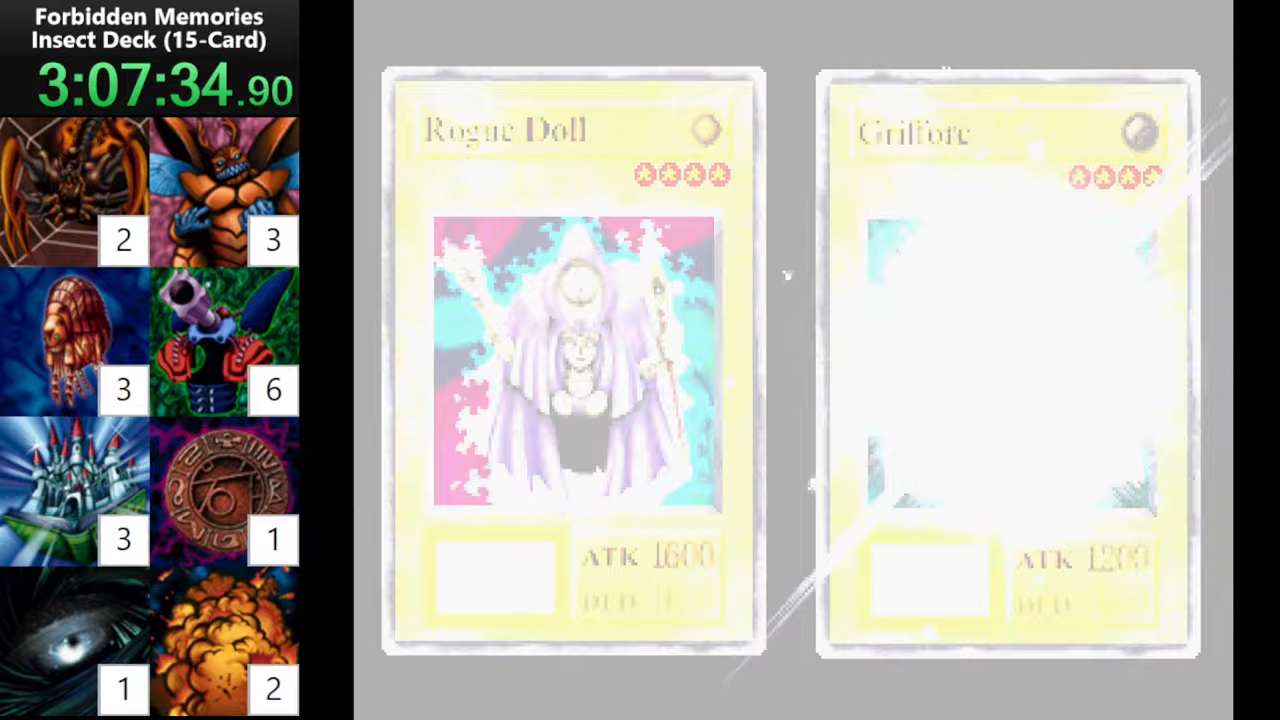 Forbidden Memories
Insect Deck (15-Card)
3:07:34.90
2
3
3
6
3
1
1
2
Rogue Doll
ATK 1600
Griffore
ATK 1200